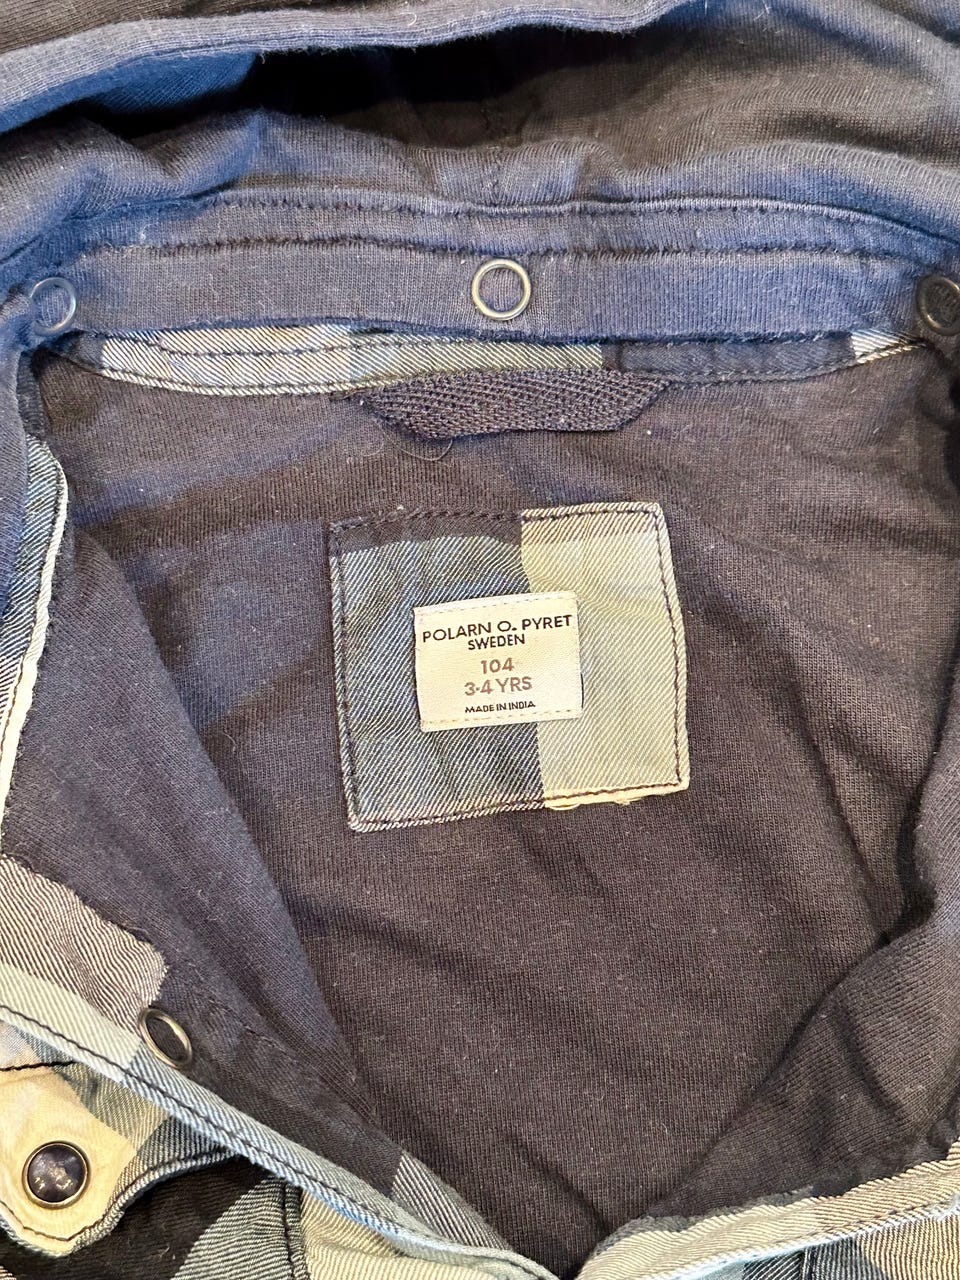 POLARN O. PYRET
SWEDEN
104
3-4 YRS
MADE IN INDIA